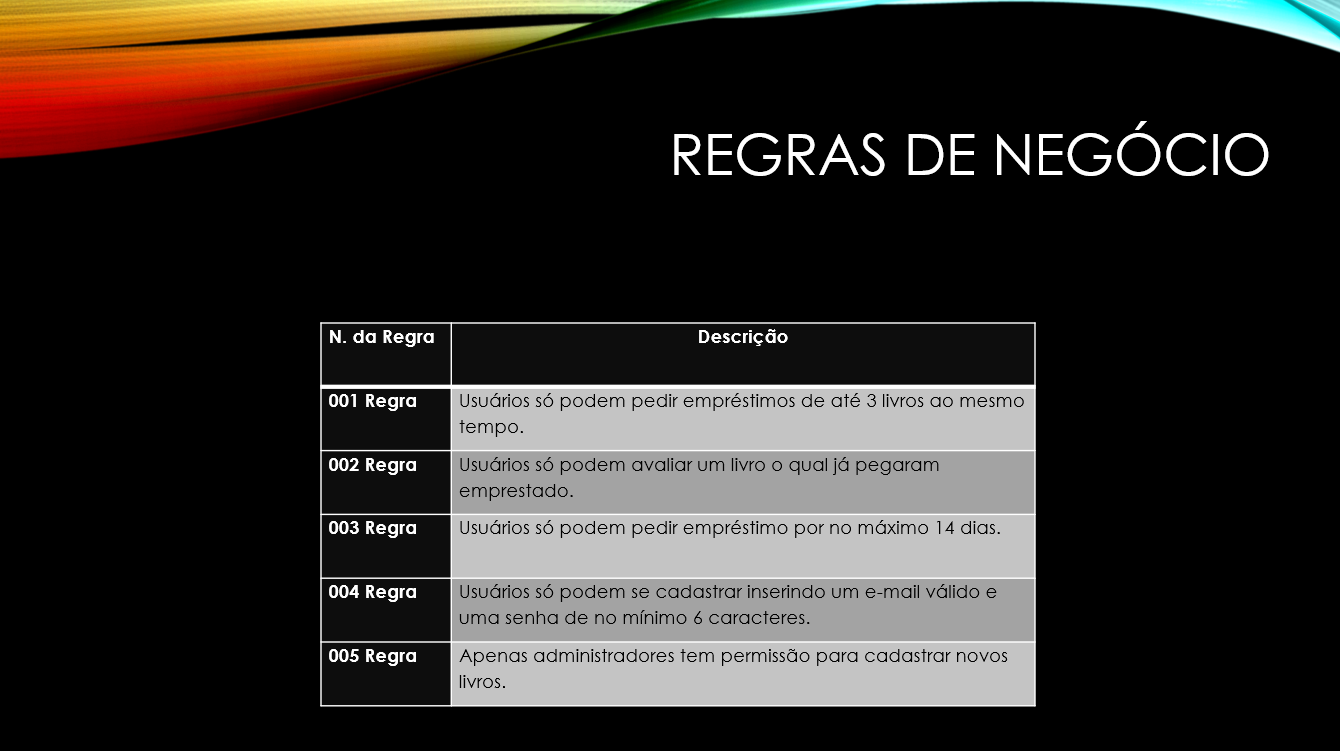 REGRAS DE NEGÓCIO
N. da Regra
Descrição
001 Regra
Usuários só podem pedir empréstimos de até 3 livros ao mesmo
tempo.
002 Regra
Usuários só podem avaliar um livro o qual já pegaram
emprestado.
003 Regra
Usuários só podem pedir empréstimo por no máximo 14 dias.
004 Regra
Usuários só podem se cadastrar inserindo um e-mail válido e
uma senha de no mínimo 6 caracteres.
005 Regra
Apenas administradores tem permissão para cadastrar novos
livros.